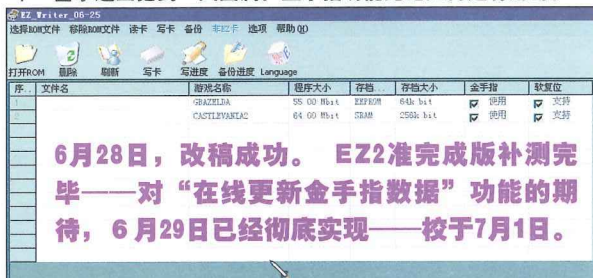 EZ_Writer_06-25
选择ROM文件 移除ROM文件 读卡 写卡 备份 非EZ卡 选项 帮助(X)
打开ROM 删除 刷新 写卡 写进度 备份进度 Language
序.. 文件名 游戏名称 程序大小 存档... 存档大小 金手指 软复位
1 GBAZELDA 55.00 Mbit EEPROM 64k bit 使用 支持
2 CASTLEVANIA2 64.00 Mbit SRAM 256k bit 使用 支持
6月28日，改稿成功。 EZ2准完成版补测完
毕——对“在线更新金手指数据”功能的期
待，6月29日已经彻底实现——校于7月1日。